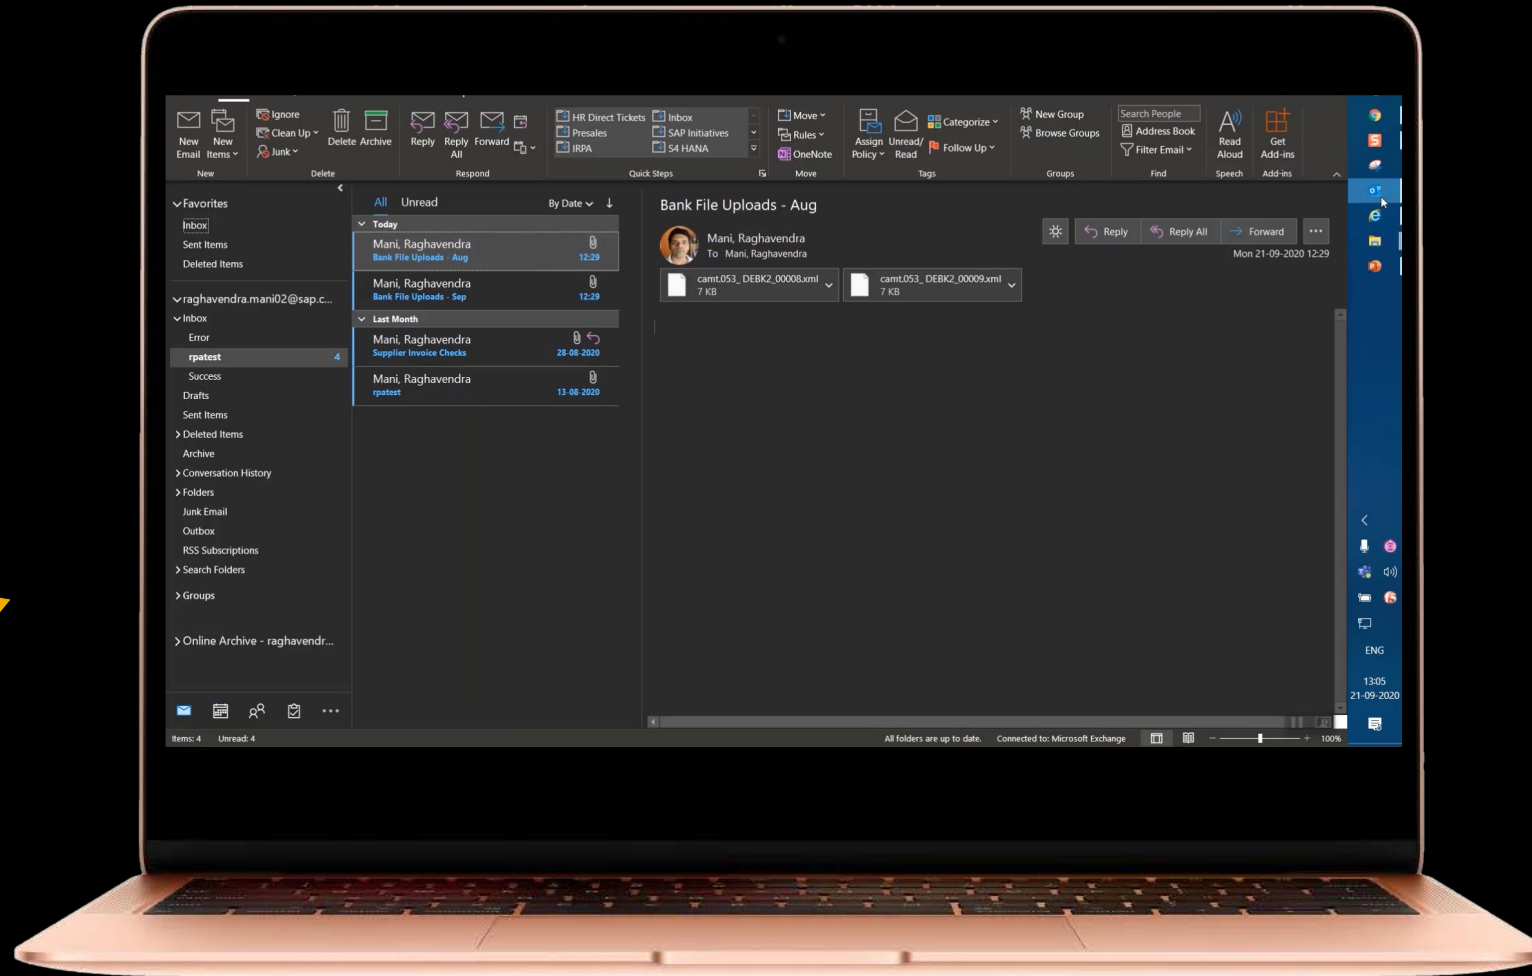 Ignore
Clean Up
Junk
New Email
New Items
Delete
Archive
Reply
Reply All
Forward
HR Direct Tickets
Inbox
Presales
SAP Initiatives
IRPA
S4 HANA
Move
Rules
OneNote
Assign Policy
Unread/ Read
Categorize
Follow Up
New Group
Browse Groups
Search People
Address Book
Filter Email
Read Aloud
Get Add-ins
New
Delete
Respond
Quick Steps
Move
Tags
Groups
Find
Speech
Add-ins
Favorites
Inbox
Sent Items
Deleted Items
raghavendra.mani02@sap.c...
Inbox
Error
rpatest 4
Success
Drafts
Sent Items
Deleted Items
Archive
Conversation History
Folders
Junk Email
Outbox
RSS Subscriptions
Search Folders
Groups
Online Archive - raghavendr...
All Unread By Date
Today
Mani, Raghavendra
Bank File Uploads - Aug 12:29
Mani, Raghavendra
Bank File Uploads - Sep 12:29
Last Month
Mani, Raghavendra
Supplier Invoice Checks 28-08-2020
Mani, Raghavendra
rpatest 13-08-2020
Bank File Uploads - Aug
Mani, Raghavendra
To Mani, Raghavendra
Reply
Reply All
Forward
Mon 21-09-2020 12:29
camt.053_ DEBK2_00008.xml
7 KB
camt.053_ DEBK2_00009.xml
7 KB
ENG
13:05
21-09-2020
Items: 4 Unread: 4
All folders are up to date. Connected to: Microsoft Exchange
100%